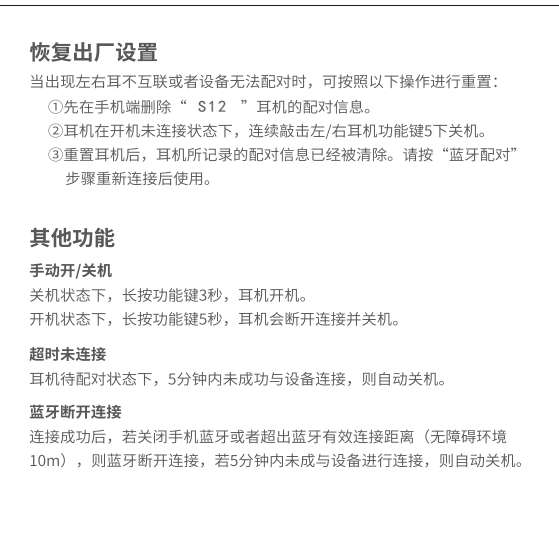 恢复出厂设置
当出现左右耳不互联或者设备无法配对时，可按照以下操作进行重置：
①先在手机端删除“ S12 ”耳机的配对信息。
②耳机在开机未连接状态下，连续敲击左/右耳机功能键5下关机。
③重置耳机后，耳机所记录的配对信息已经被清除。请按“蓝牙配对”
步骤重新连接后使用。
其他功能
手动开/关机
关机状态下，长按功能键3秒，耳机开机。
开机状态下，长按功能键5秒，耳机会断开连接并关机。
超时未连接
耳机待配对状态下，5分钟内未成功与设备连接，则自动关机。
蓝牙断开连接
连接成功后，若关闭手机蓝牙或者超出蓝牙有效连接距离（无障碍环境
10m），则蓝牙断开连接，若5分钟内未成与设备进行连接，则自动关机。